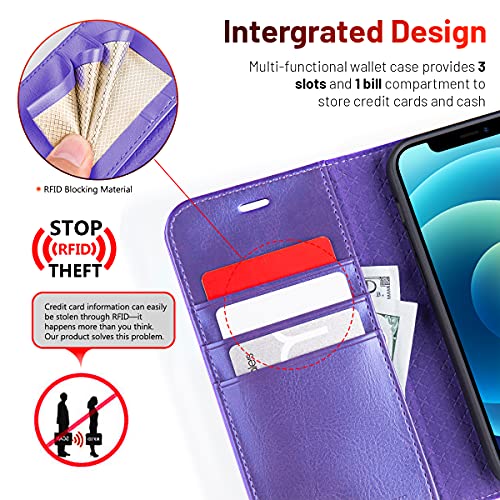 Intergrated Design
Multi-functional wallet case provides 3
slots and 1 bill compartment to
store credit cards and cash
RFID Blocking Material
STOP
(RFID)
THEFT
Credit card information can easily
be stolen through RFID—it
happens more than you think.
Our product solves this problem.